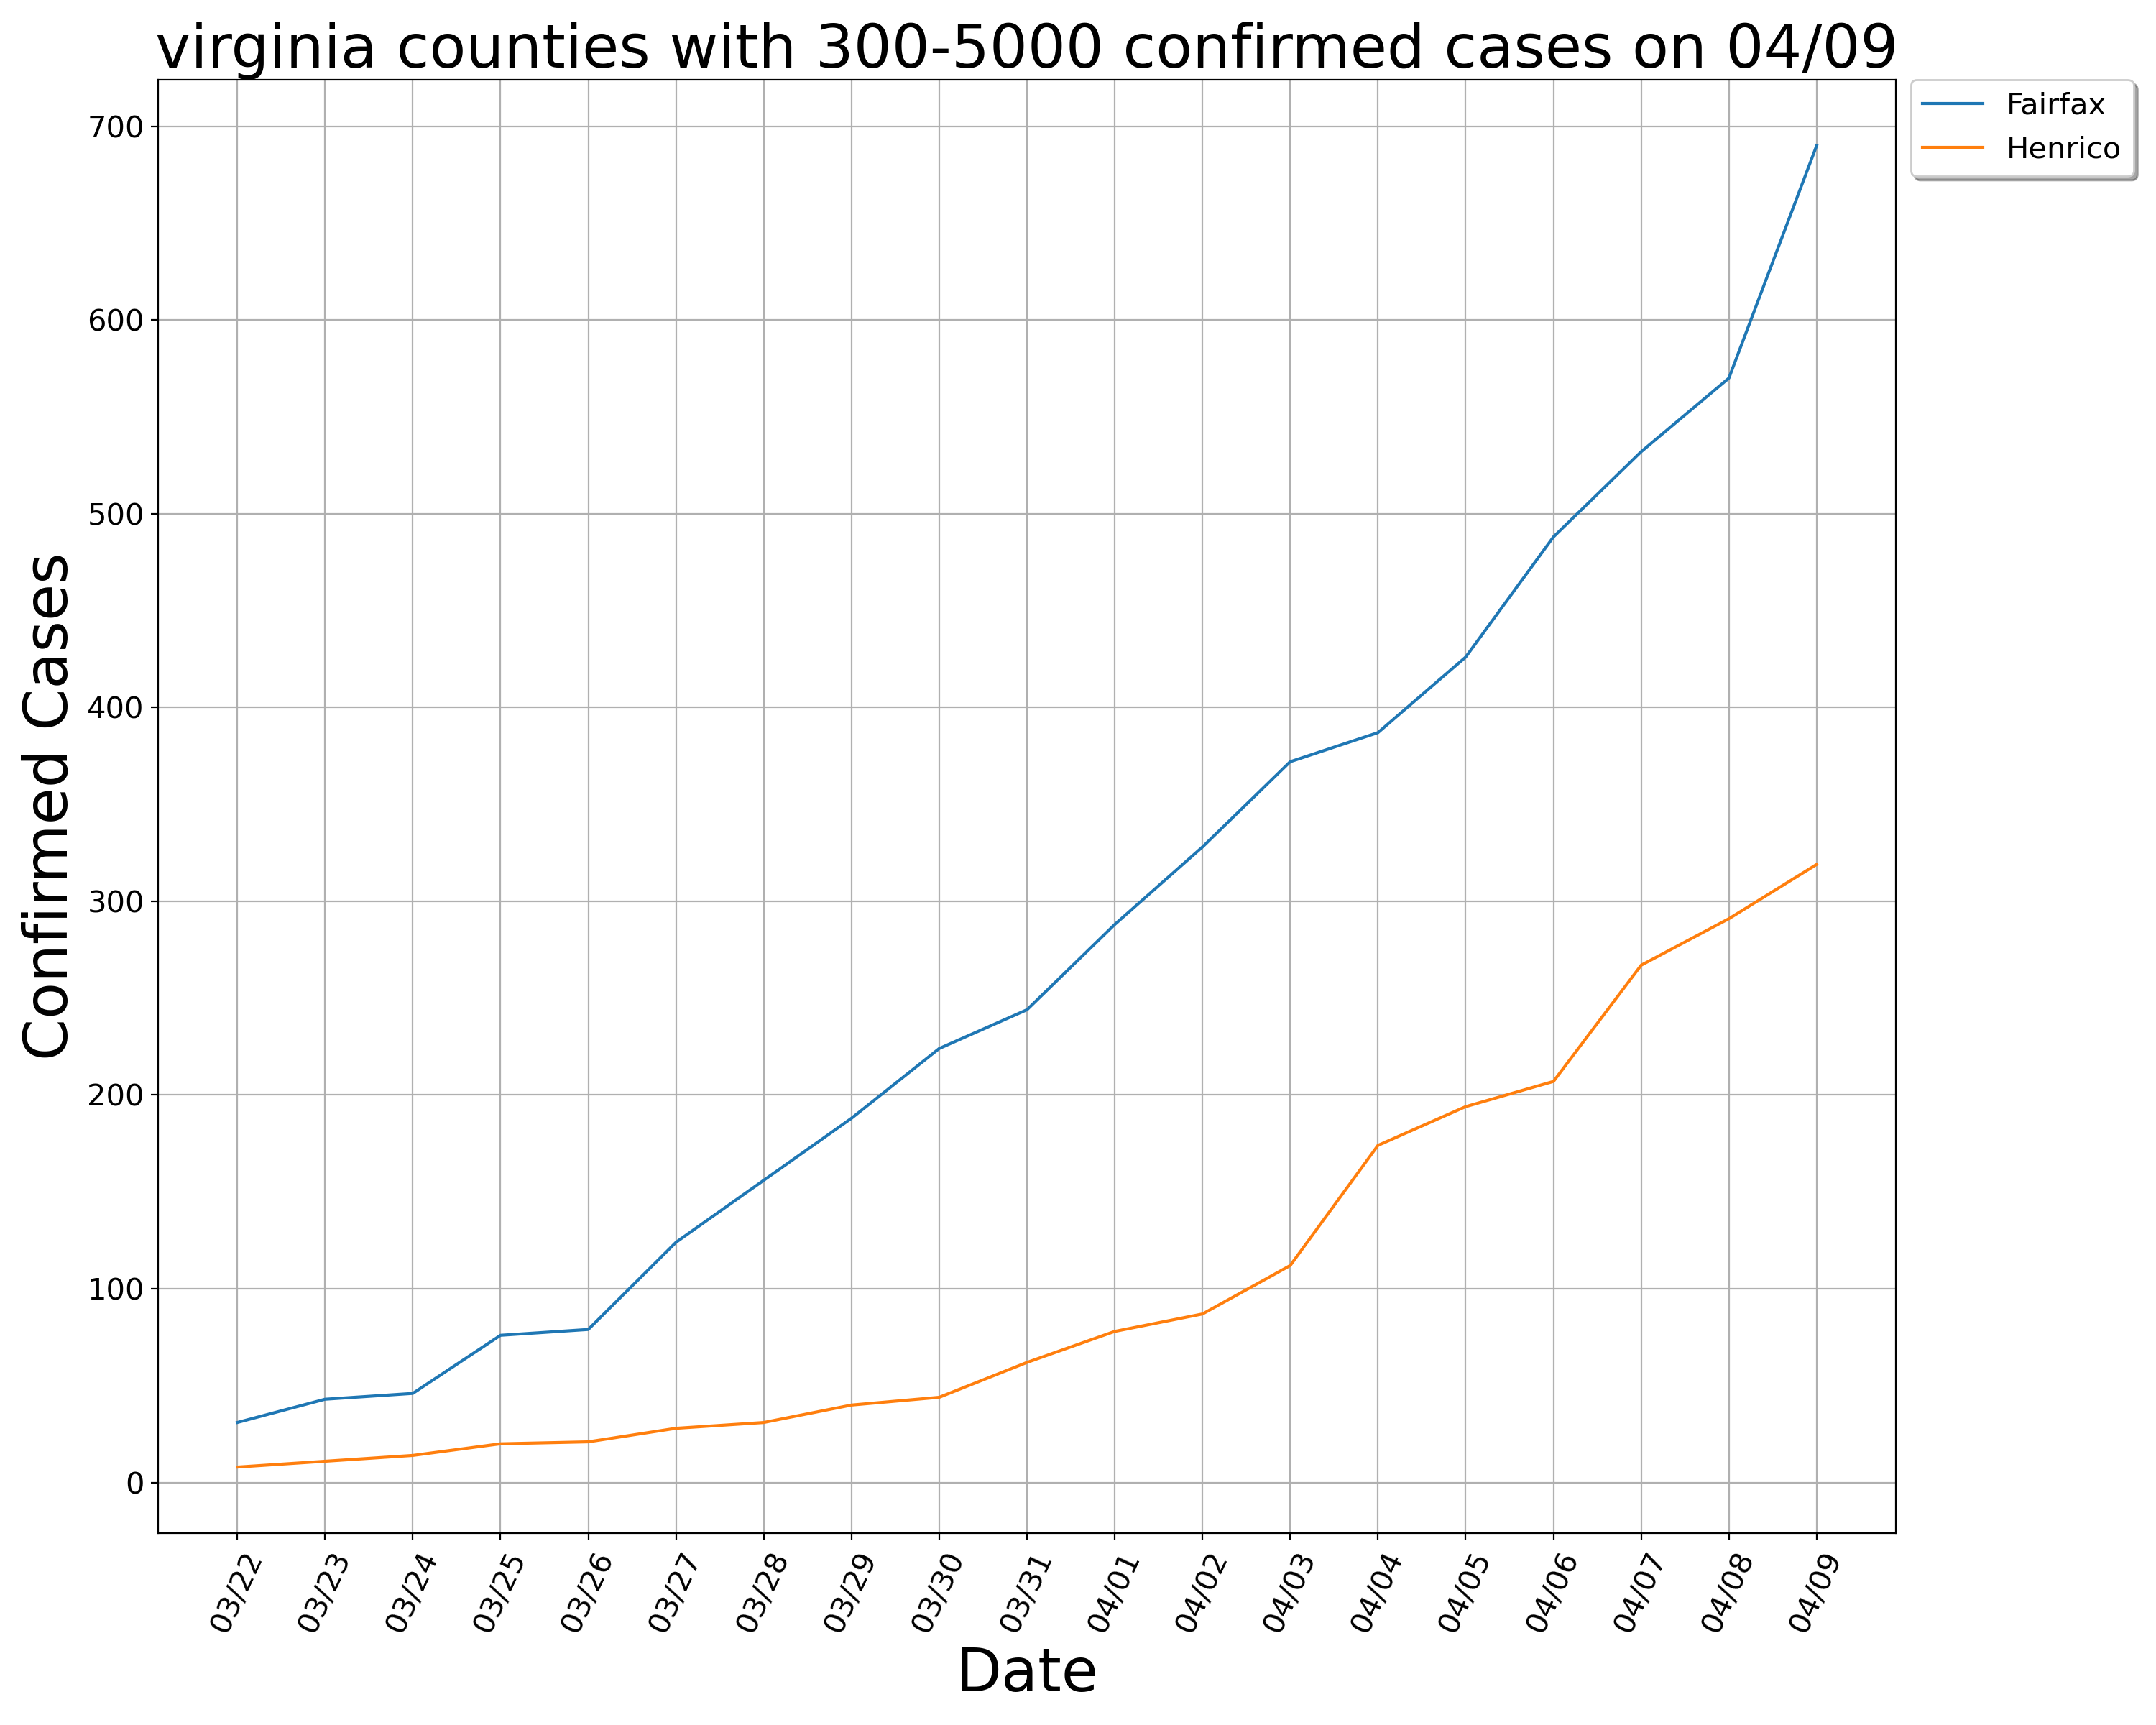 virginia counties with 300-5000 confirmed cases on 04/09
Fairfax
Henrico
Confirmed Cases
700
600
500
400
300
200
100
0
03/22 03/23 03/24 03/25 03/26 03/27 03/28 03/29 03/30 03/31 04/01 04/02 04/03 04/04 04/05 04/06 04/07 04/08 04/09
Date